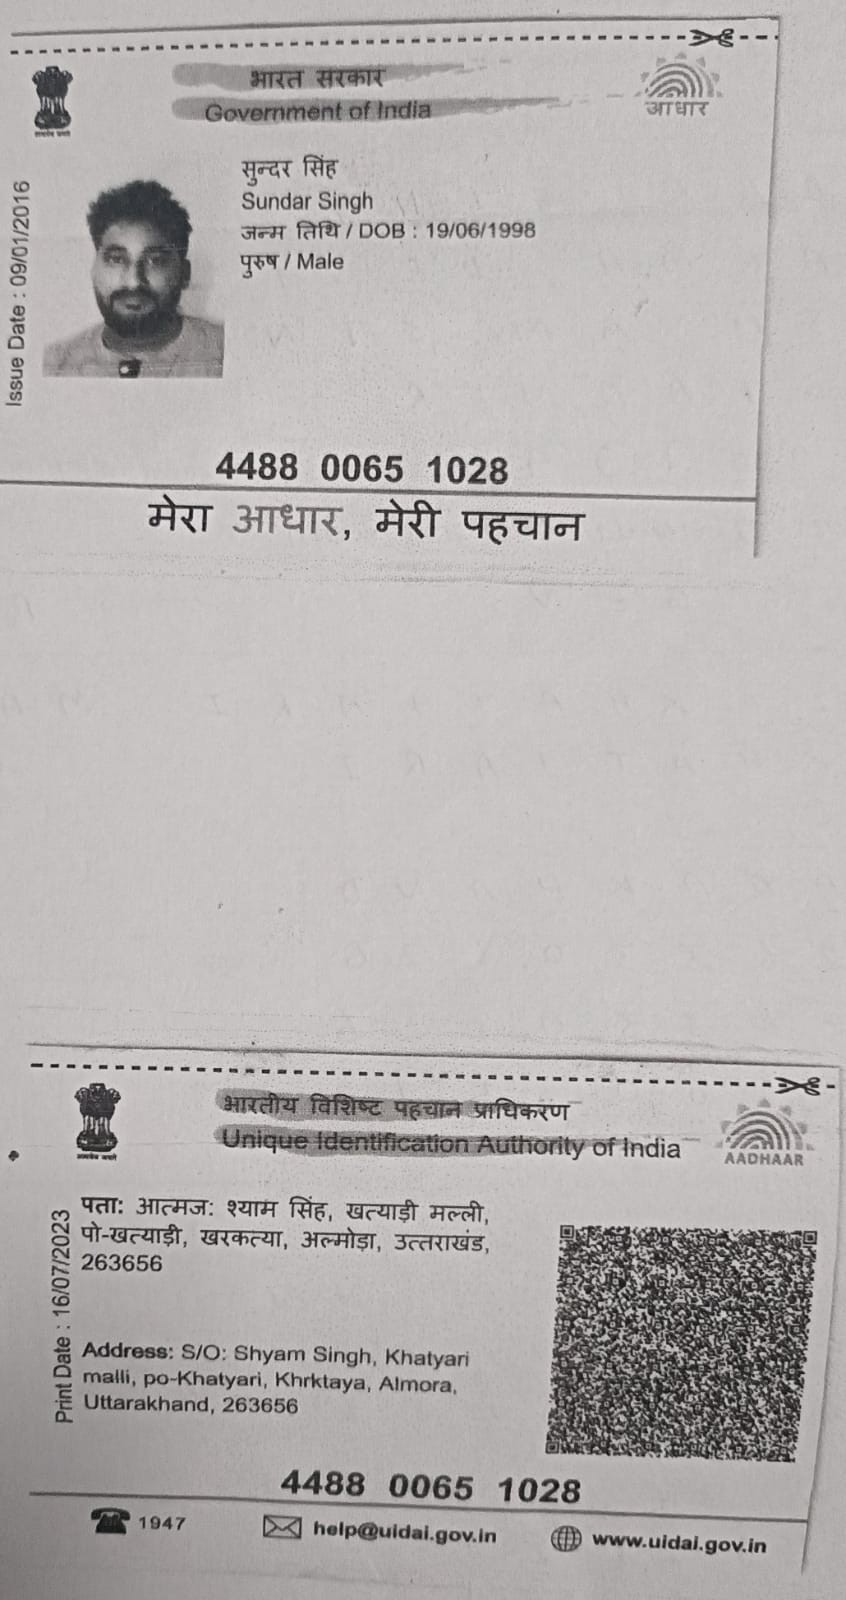 भारत सरकार
Government of India
आधार
Issue Date : 09/01/2016
सुन्दर सिंह
Sundar Singh
जन्म तिथि / DOB : 19/06/1998
पुरुष / Male
4488 0065 1028
मेरा आधार, मेरी पहचान
भारतीय विशिष्ट पहचान प्राधिकरण
Unique Identification Authority of India
AADHAAR
Print Date : 16/07/2023
पता: आत्मज: श्याम सिंह, खत्याड़ी मल्ली,
पो-खत्याड़ी, खरकत्या, अल्मोड़ा, उत्तराखंड,
263656
Address: S/O: Shyam Singh, Khatyari
malli, po-Khatyari, Khrktaya, Almora,
Uttarakhand, 263656
4488 0065 1028
1947
help@uidai.gov.in
www.uidai.gov.in